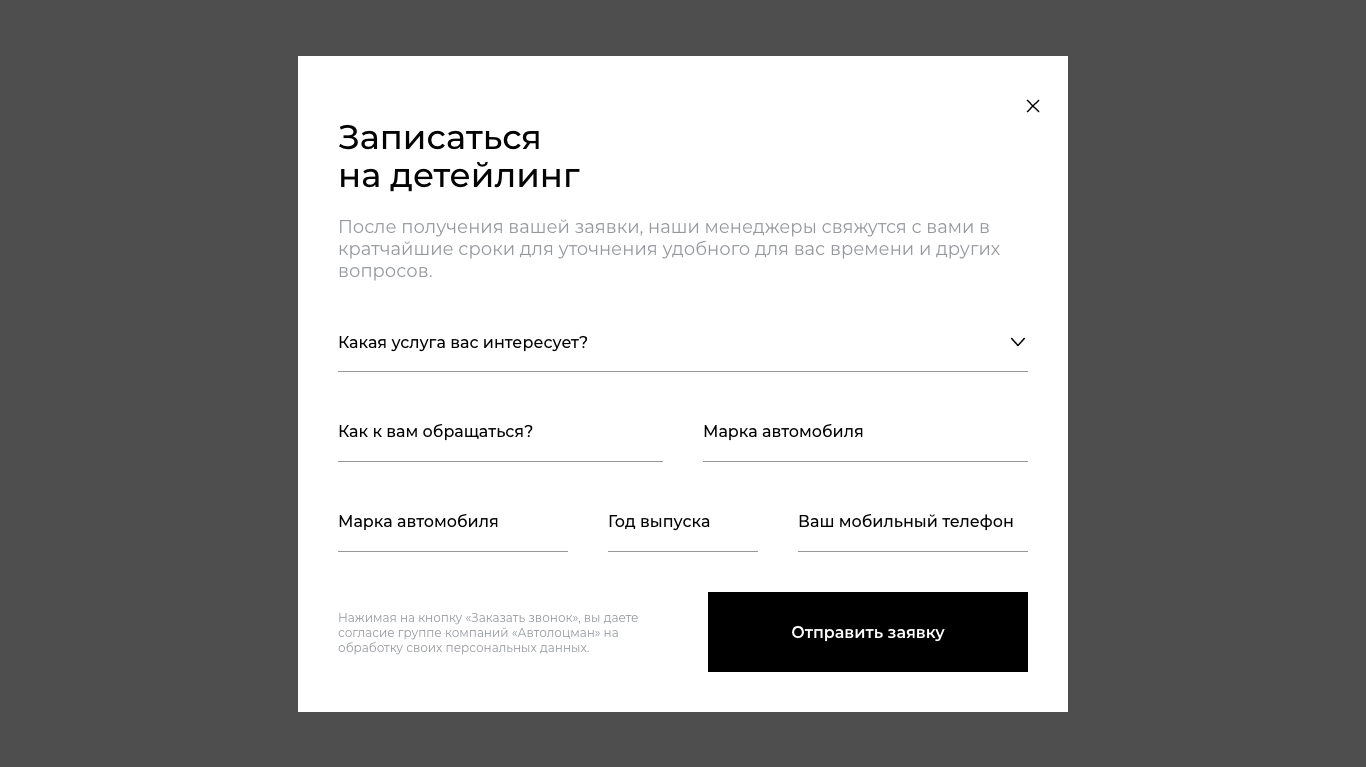 Записаться
на детейлинг
После получения вашей заявки, наши менеджеры свяжутся с вами в
кратчайшие сроки для уточнения удобного для вас времени и других
вопросов.
Какая услуга вас интересует?
Как к вам обращаться?
Марка автомобиля
Марка автомобиля
Год выпуска
Ваш мобильный телефон
Нажимая на кнопку «Заказать звонок», вы даете
согласие группе компаний «Автолоцман» на
обработку своих персональных данных.
Отправить заявку